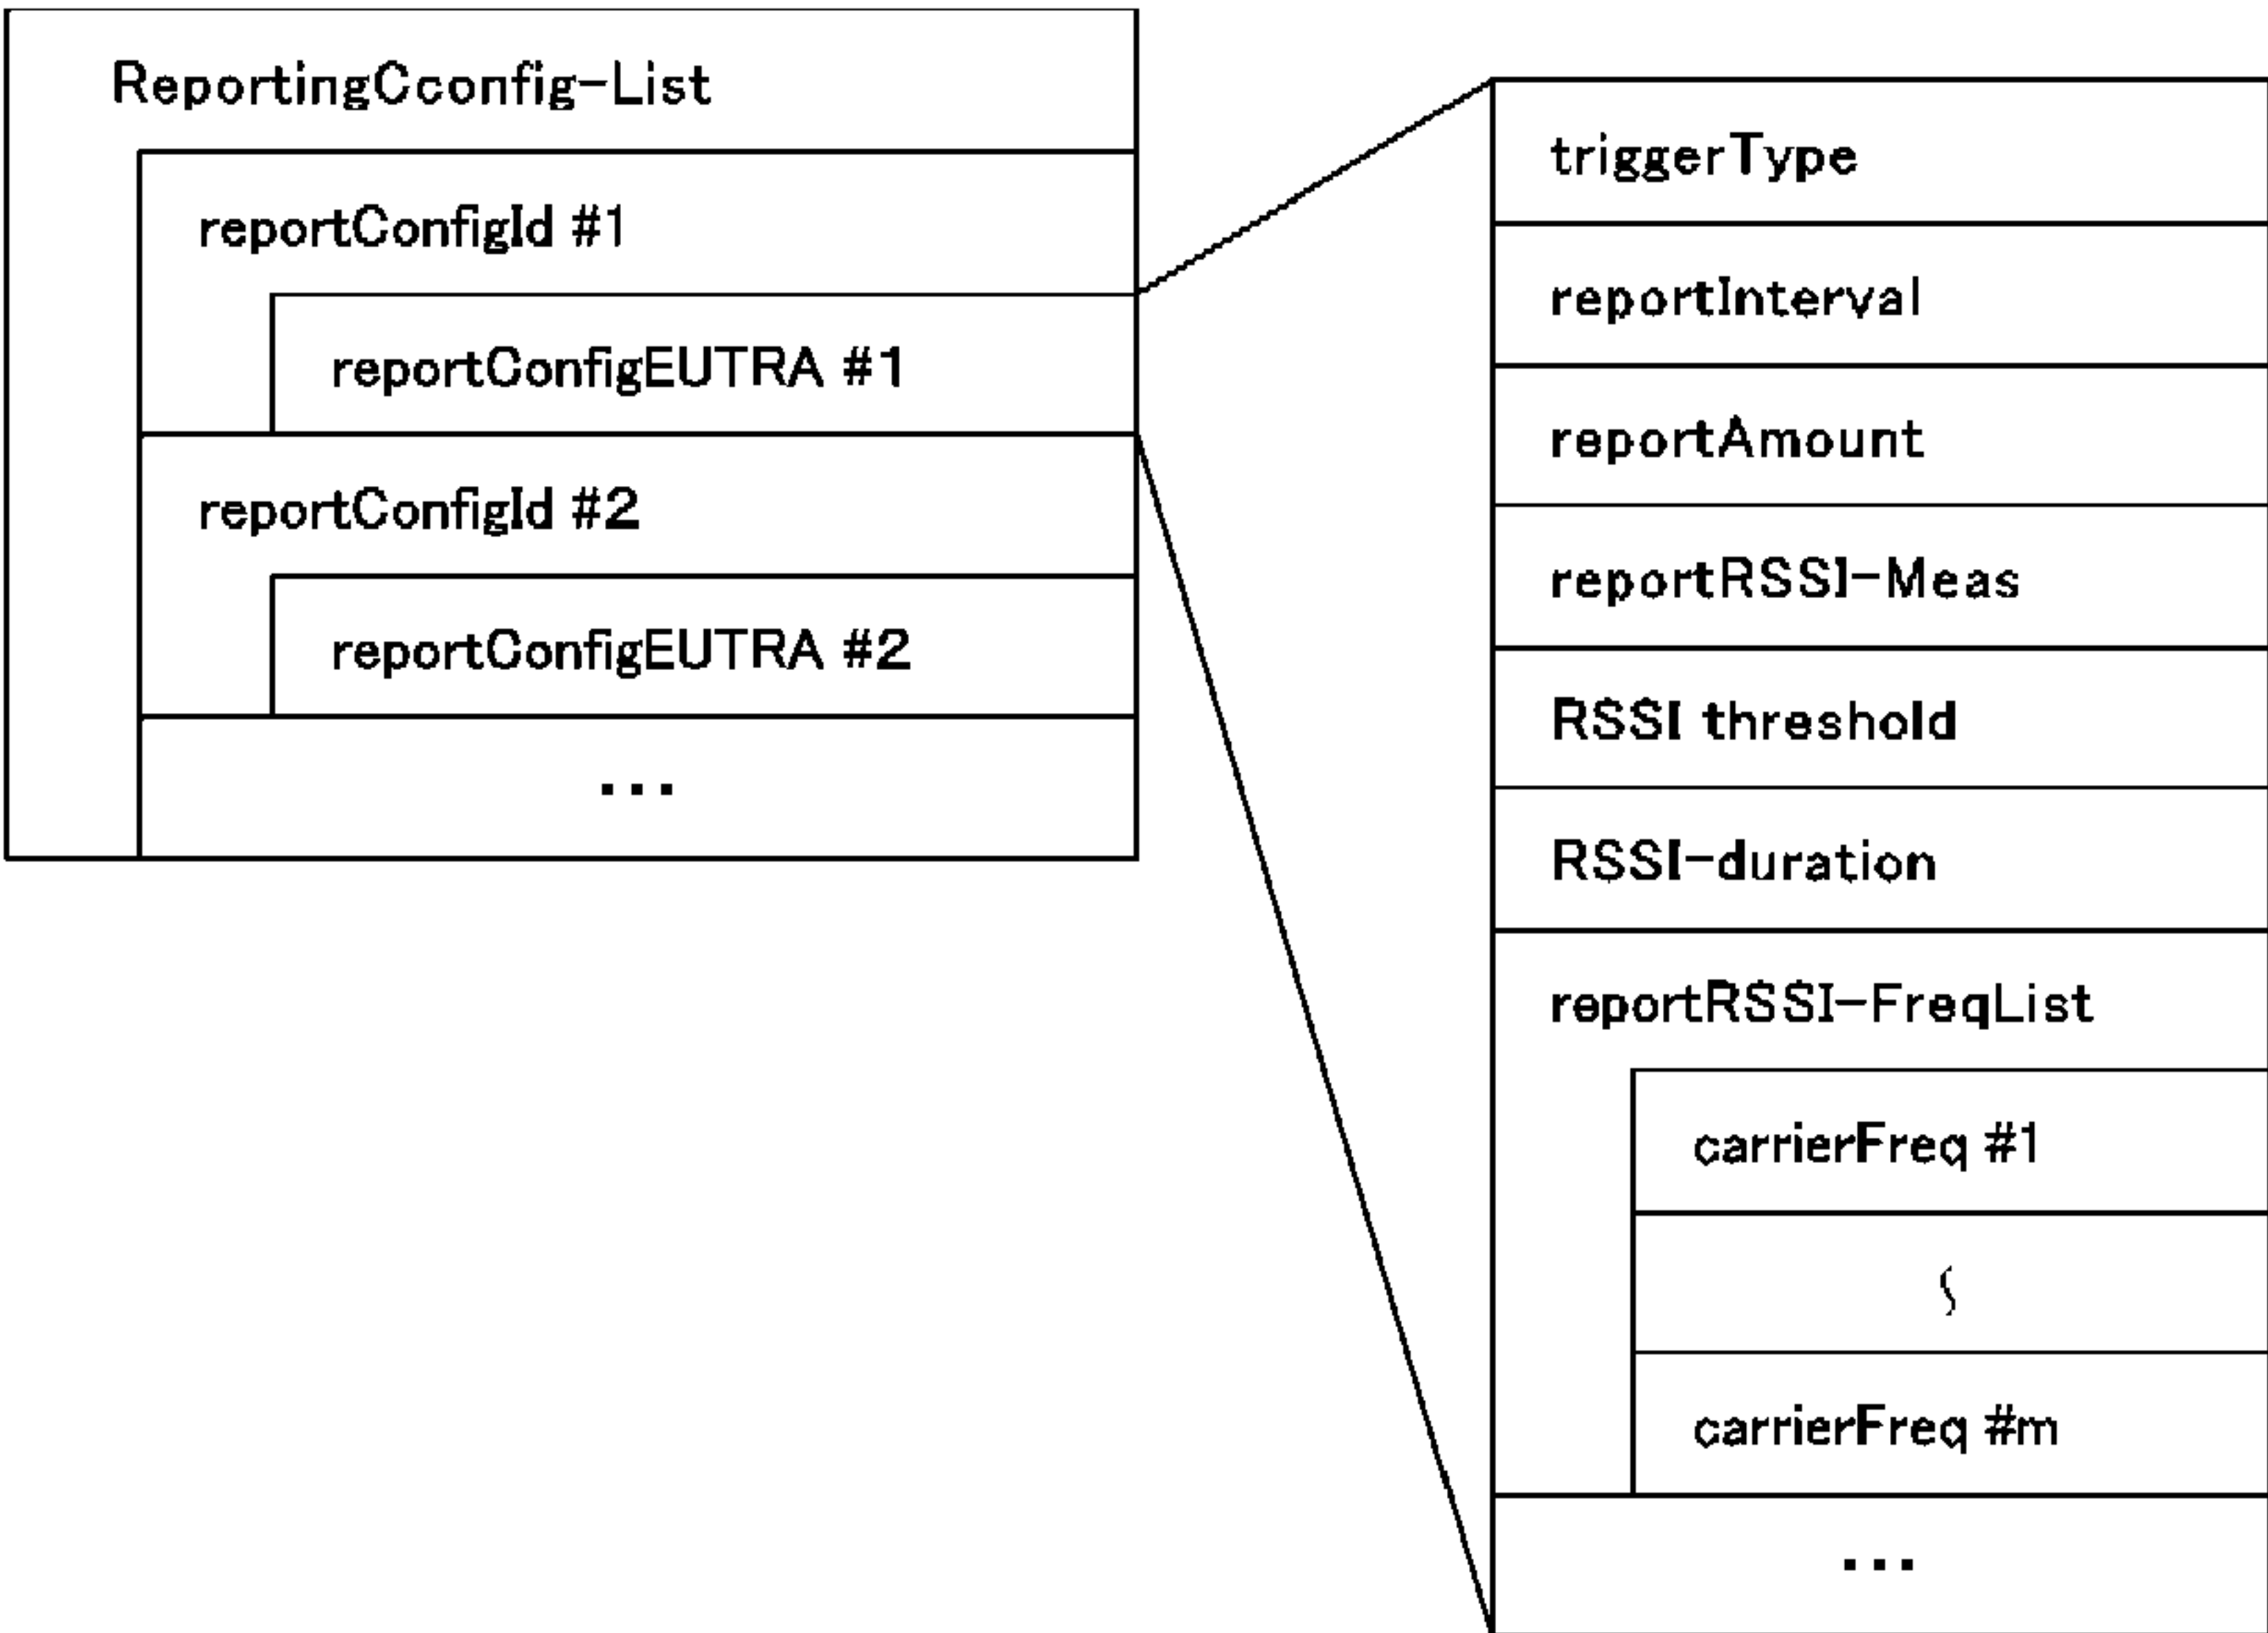 ReportingCconfig-List
reportConfigId #1
reportConfigEUTRA #1
reportConfigId #2
reportConfigEUTRA #2
...
triggerType
reportInterval
reportAmount
reportRSSI-Meas
RSSI threshold
RSSI-duration
reportRSSI-FreqList
carrierFreq #1
⟆
carrierFreq #m
...